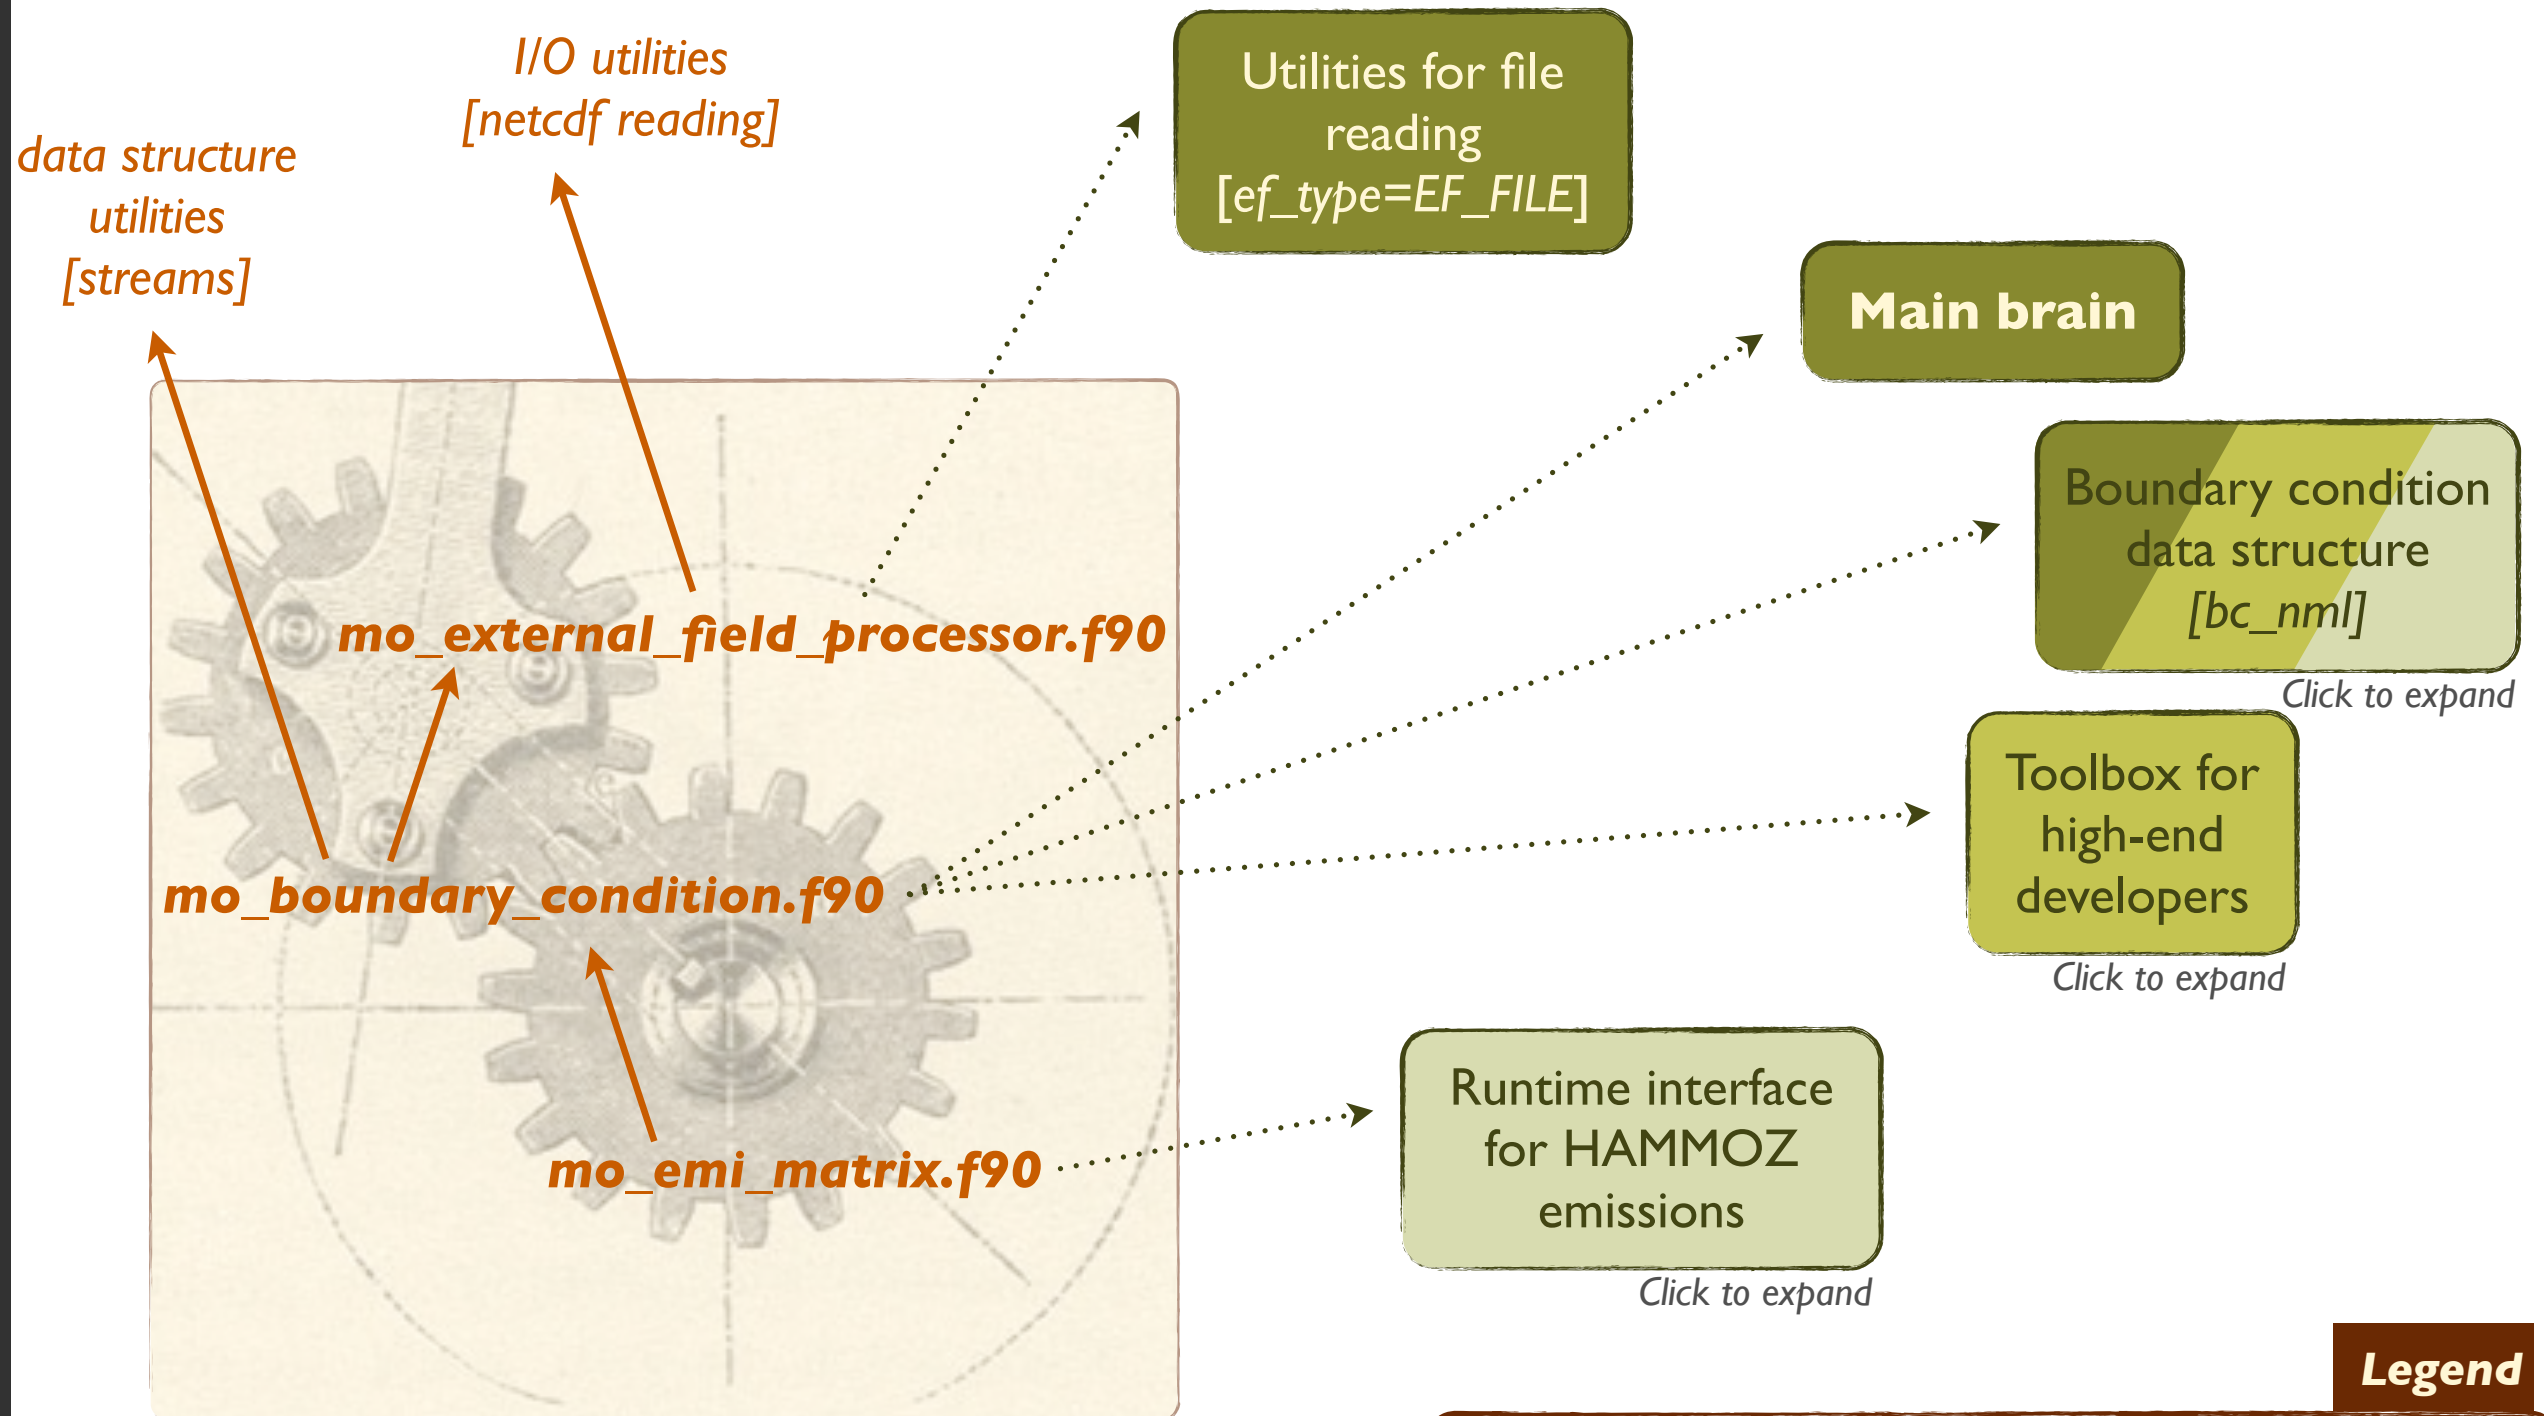 I/O utilities
[netcdf reading]
data structure
utilities
[streams]
Utilities for file
reading
[ef_type=EF_FILE]
Main brain
Boundary condition
data structure
[bc_nml]
Click to expand
mo_external_field_processor.f90
Toolbox for
high-end
developers
Click to expand
mo_boundary_condition.f90
mo_emi_matrix.f90
Runtime interface
for HAMMOZ
emissions
Click to expand
Legend